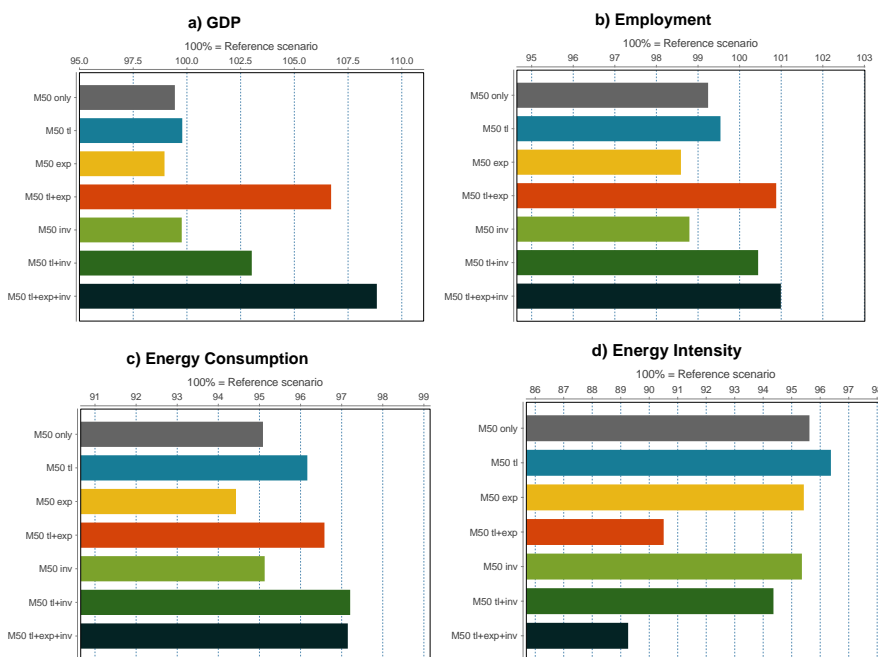 a) GDP
100% = Reference scenario
95.0 97.5 100.0 102.5 105.0 107.5 110.0
M50 only
M50 tl
M50 exp
M50 tl+exp
M50 inv
M50 tl+inv
M50 tl+exp+inv
b) Employment
100% = Reference scenario
95 96 97 98 99 100 101 102 103
M50 only
M50 tl
M50 exp
M50 tl+exp
M50 inv
M50 tl+inv
M50 tl+exp+inv
c) Energy Consumption
100% = Reference scenario
91 92 93 94 95 96 97 98 99
M50 only
M50 tl
M50 exp
M50 tl+exp
M50 inv
M50 tl+inv
M50 tl+exp+inv
d) Energy Intensity
100% = Reference scenario
86 87 88 89 90 91 92 93 94 95 96 97
M50 only
M50 tl
M50 exp
M50 tl+exp
M50 inv
M50 tl+inv
M50 tl+exp+inv